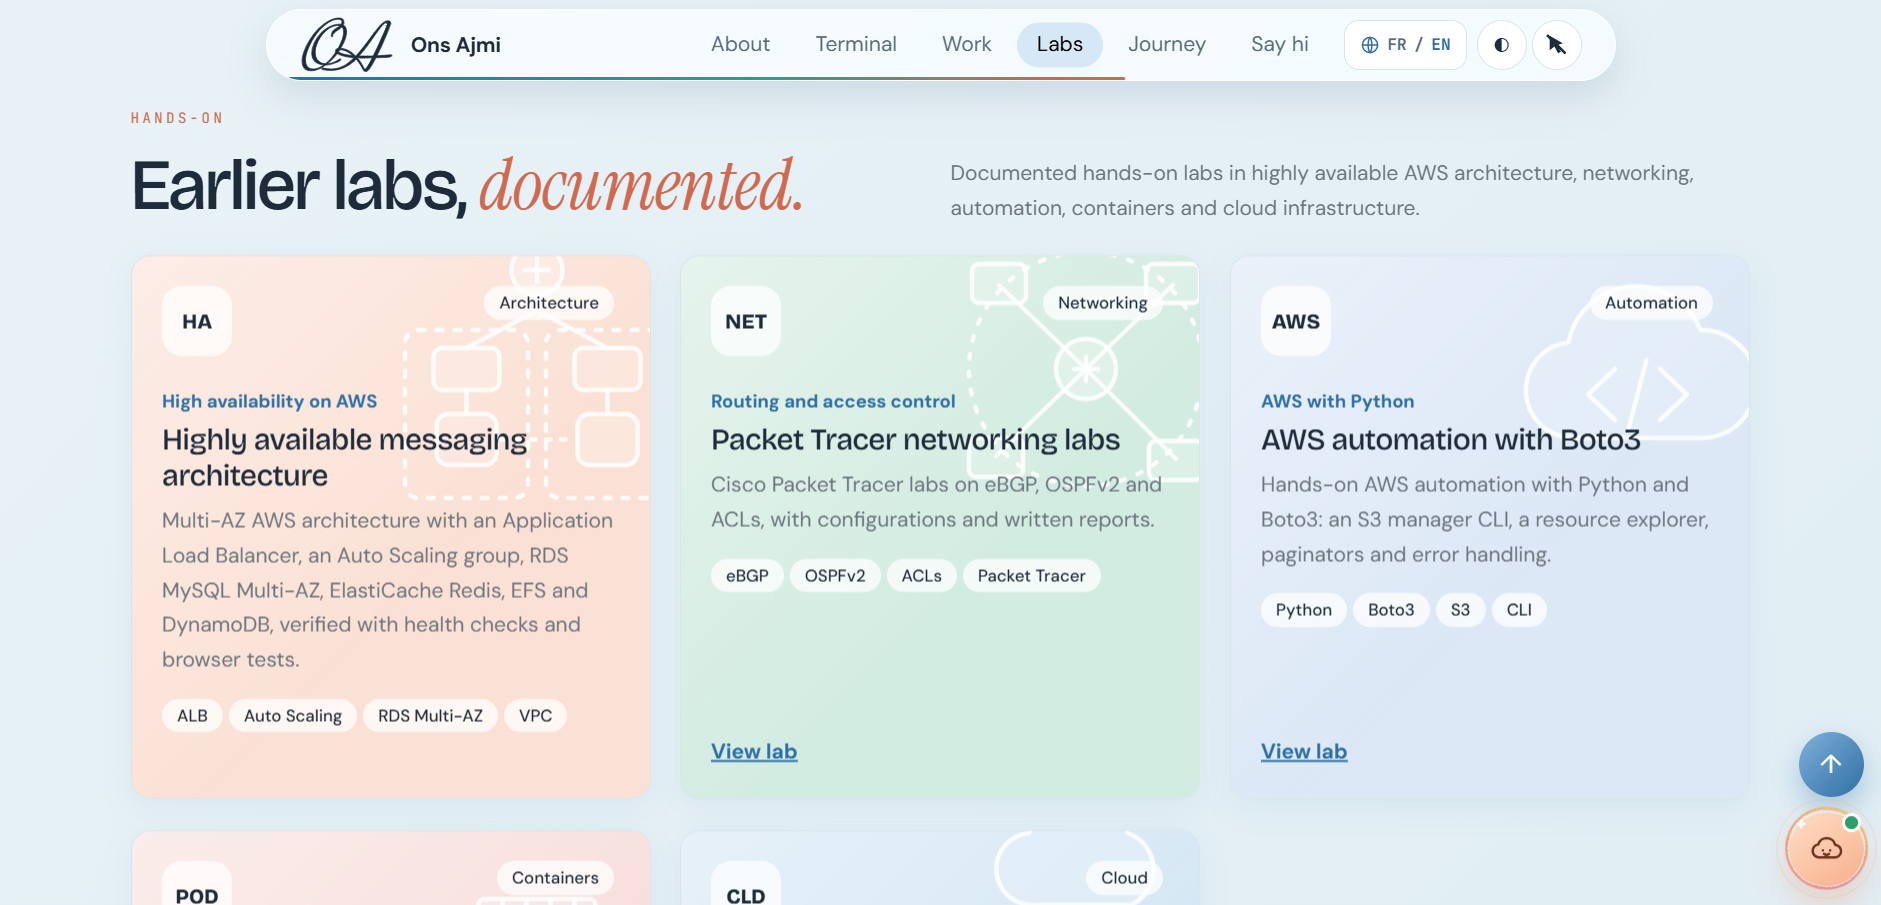 OA Ons Ajmi About Terminal Work Labs Journey Say hi FR / EN
HANDS-ON
Earlier labs, documented.
Documented hands-on labs in highly available AWS architecture, networking,
automation, containers and cloud infrastructure.
HA
Architecture
High availability on AWS
Highly available messaging
architecture
Multi-AZ AWS architecture with an Application
Load Balancer, an Auto Scaling group, RDS
MySQL Multi-AZ, ElastiCache Redis, EFS and
DynamoDB, verified with health checks and
browser tests.
ALB Auto Scaling RDS Multi-AZ VPC
NET
Networking
Routing and access control
Packet Tracer networking labs
Cisco Packet Tracer labs on eBGP, OSPFv2 and
ACLs, with configurations and written reports.
eBGP OSPFv2 ACLs Packet Tracer
View lab
AWS
Automation
AWS with Python
AWS automation with Boto3
Hands-on AWS automation with Python and
Boto3: an S3 manager CLI, a resource explorer,
paginators and error handling.
Python Boto3 S3 CLI
View lab
POD
Containers
CLD
Cloud